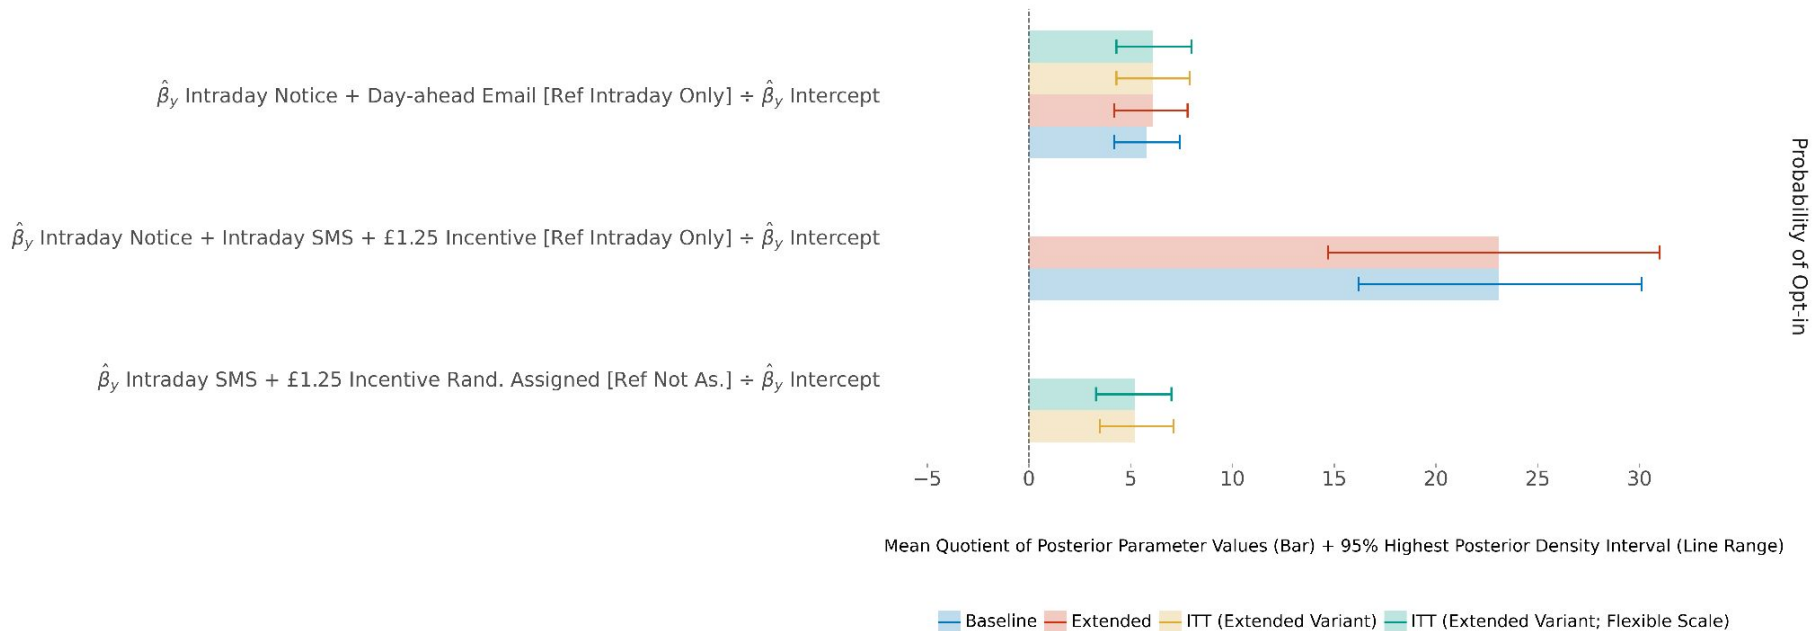 β̂y Intraday Notice + Day-ahead Email [Ref Intraday Only] ÷ β̂y Intercept
β̂y Intraday Notice + Intraday SMS + £1.25 Incentive [Ref Intraday Only] ÷ β̂y Intercept
β̂y Intraday SMS + £1.25 Incentive Rand. Assigned [Ref Not As.] ÷ β̂y Intercept
Probability of Opt-in
−5 0 5 10 15 20 25 30
Mean Quotient of Posterior Parameter Values (Bar) + 95% Highest Posterior Density Interval (Line Range)
Baseline Extended ITT (Extended Variant) ITT (Extended Variant; Flexible Scale)